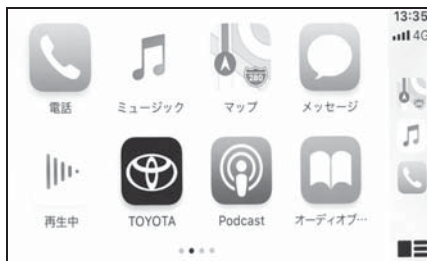 13:35
4G
電話
ミュージック
マップ
メッセージ
280
再生中
TOYOTA
Podcast
オーディオブ…